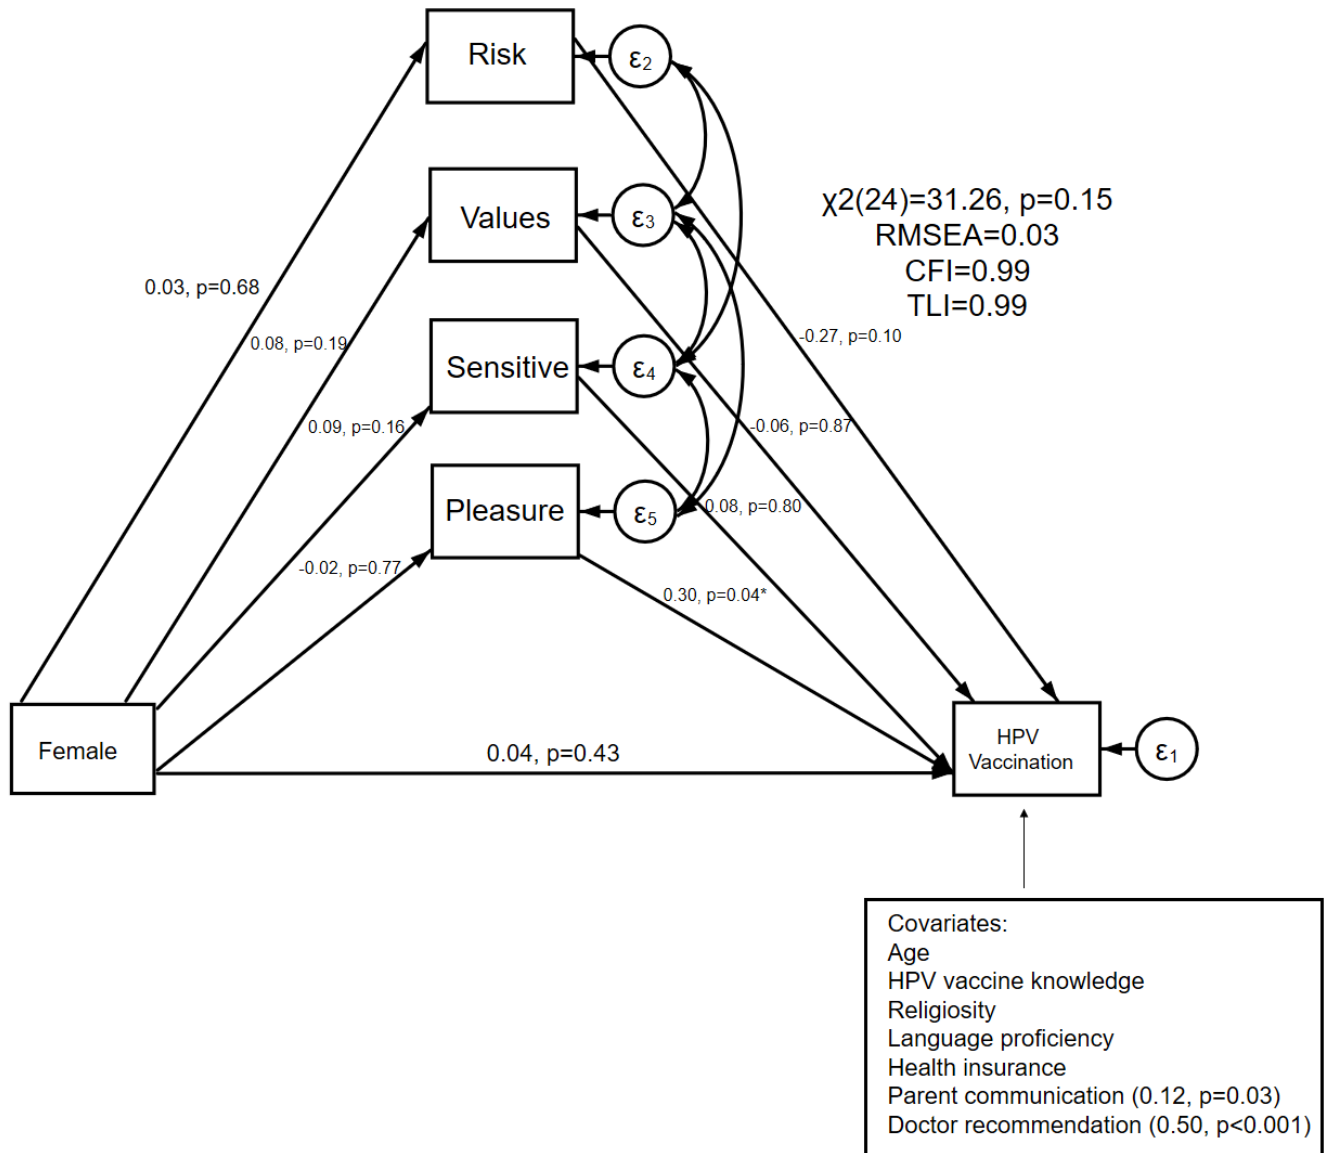 Risk
ε2
Values
ε3
χ2(24)=31.26, p=0.15
RMSEA=0.03
CFI=0.99
TLI=0.99
0.03, p=0.68
0.08, p=0.19
-0.27, p=0.10
Sensitive
ε4
0.09, p=0.16
-0.06, p=0.87
Pleasure
ε5
0.08, p=0.80
-0.02, p=0.77
0.30, p=0.04*
Female
0.04, p=0.43
HPV
Vaccination
ε1
Covariates:
Age
HPV vaccine knowledge
Religiosity
Language proficiency
Health insurance
Parent communication (0.12, p=0.03)
Doctor recommendation (0.50, p<0.001)